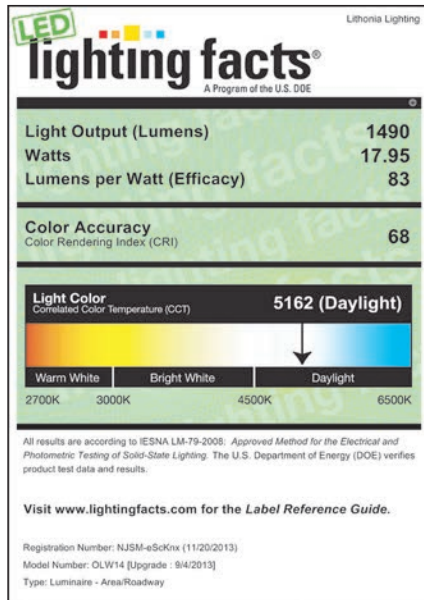 Lithonia Lighting
LED
lighting facts®
A Program of the U.S. DOE
Light Output (Lumens) 1490
Watts 17.95
Lumens per Watt (Efficacy) 83
Color Accuracy
Color Rendering Index (CRI) 68
Light Color
Correlated Color Temperature (CCT) 5162 (Daylight)
Warm White Bright White Daylight
2700K 3000K 4500K 6500K
All results are according to IESNA LM-79-2008: Approved Method for the Electrical and
Photometric Testing of Solid-State Lighting. The U.S. Department of Energy (DOE) verifies
product test data and results.
Visit www.lightingfacts.com for the Label Reference Guide.
Registration Number: NJSM-eScKnx (11/20/2013)
Model Number: OLW14 [Upgrade : 9/4/2013]
Type: Luminaire - Area/Roadway